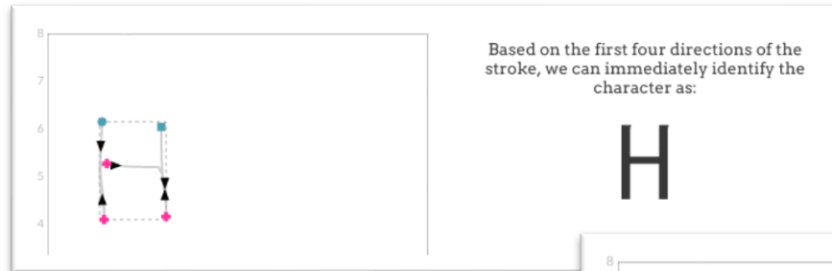 8
7
6
5
4
Based on the first four directions of the
stroke, we can immediately identify the
character as:
H
8